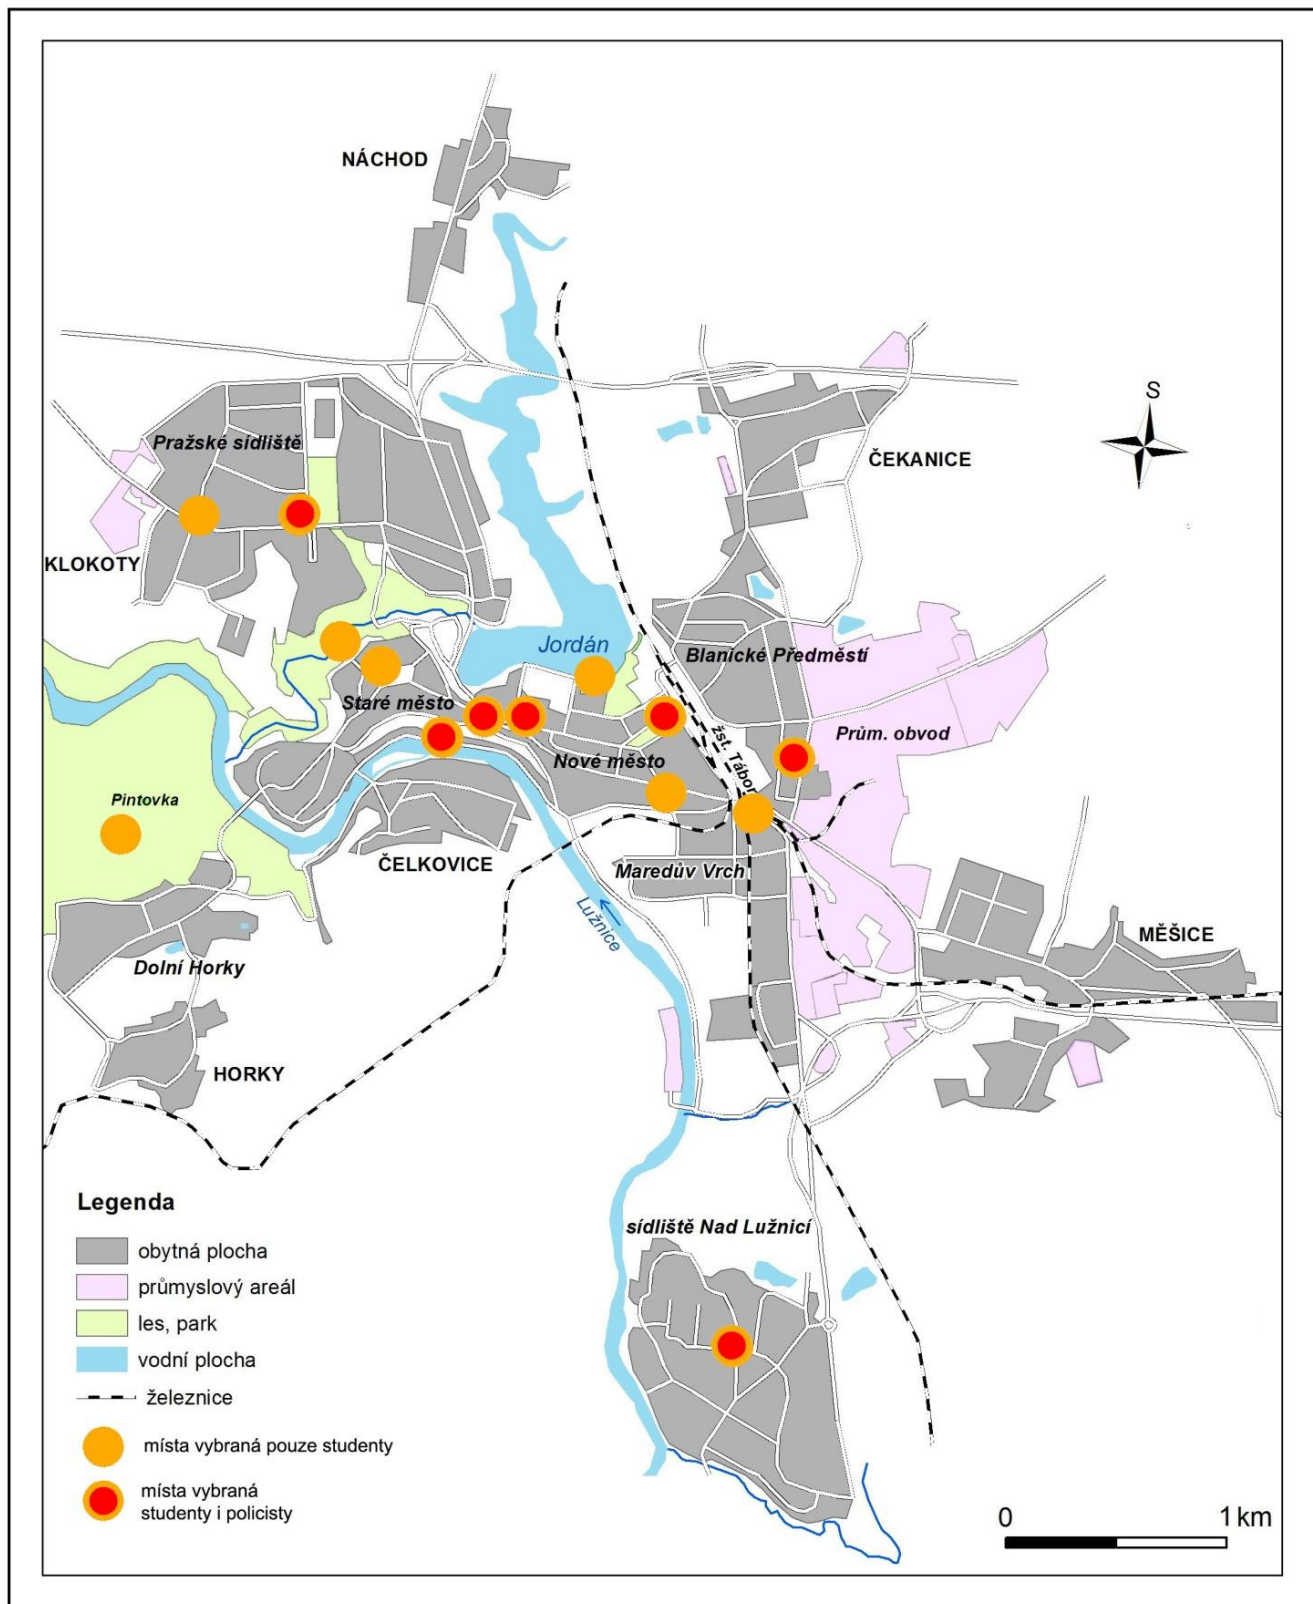 NÁCHOD
S
Pražské sídliště
ČEKANICE
KLOKOTY
Jordán
Blanické Předměstí
Staré město
Prům. obvod
Nové město
žst. Tábor
Pintovka
ČELKOVICE
Maredův Vrch
Lužnice
MĚŠICE
Dolní Horky
HORKY
sídliště Nad Lužnicí
Legenda
obytná plocha
průmyslový areál
les, park
vodní plocha
železnice
místa vybraná pouze studenty
místa vybraná
studenty i policisty
0 1 km